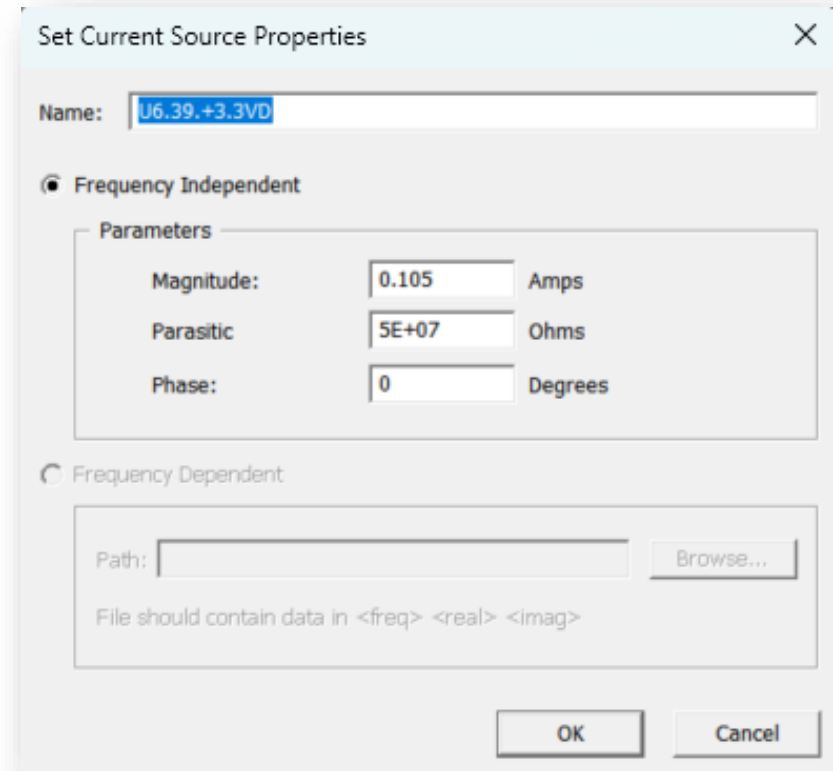 Set Current Source Properties
Name: U6.39.+3.3VD
Frequency Independent
Parameters
Magnitude: 0.105 Amps
Parasitic 5E+07 Ohms
Phase: 0 Degrees
Frequency Dependent
Path: Browse...
File should contain data in <freq> <real> <imag>
OK Cancel